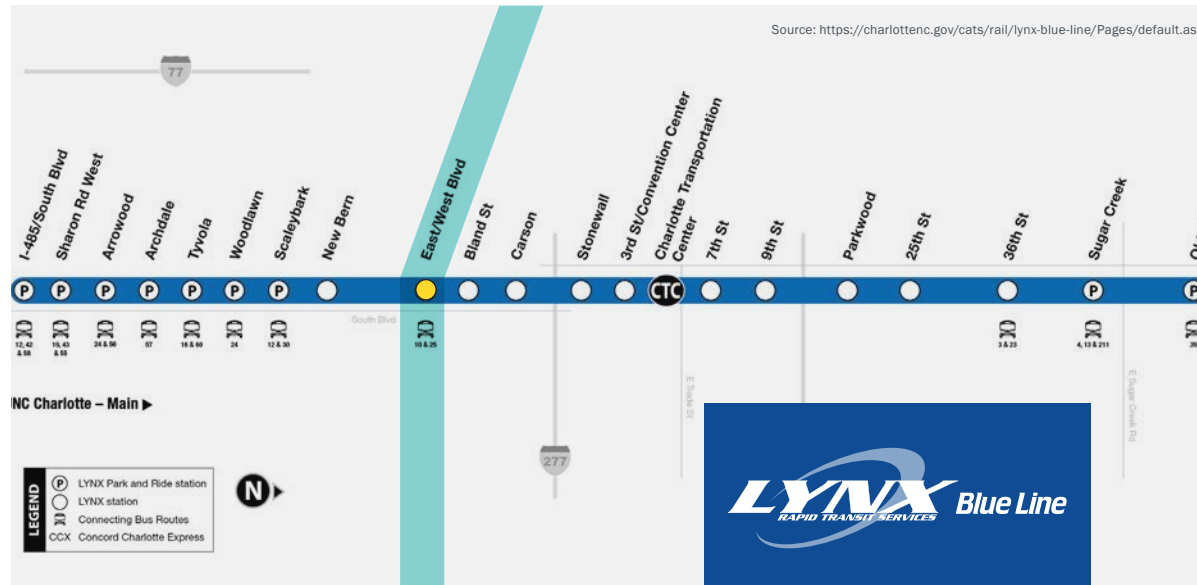 Source: https://charlottenc.gov/cats/rail/lynx-blue-line/Pages/default.as
77
I-485/South Blvd
Sharon Rd West
Arrowood
Archdale
Tyvola
Woodlawn
Scaleybark
New Bern
East/West Blvd
Bland St
Carson
Stonewall
3rd St/Convention Center
Charlotte Transportation
Center
7th St
9th St
Parkwood
25th St
36th St
Sugar Creek
P
P
P
P
P
P
P
CTC
P
P
12, 42
& 58
19, 43
& 55
24 & 56
57
16 & 60
24
12 & 30
South Blvd
10 & 25
3 & 23
4, 13 & 211
E Trade St
E Sugar Creek Rd
NC Charlotte – Main
277
LEGEND
P LYNX Park and Ride station
LYNX station
Connecting Bus Routes
CCX Concord Charlotte Express
N
LYNX Blue Line
RAPID TRANSIT SERVICES